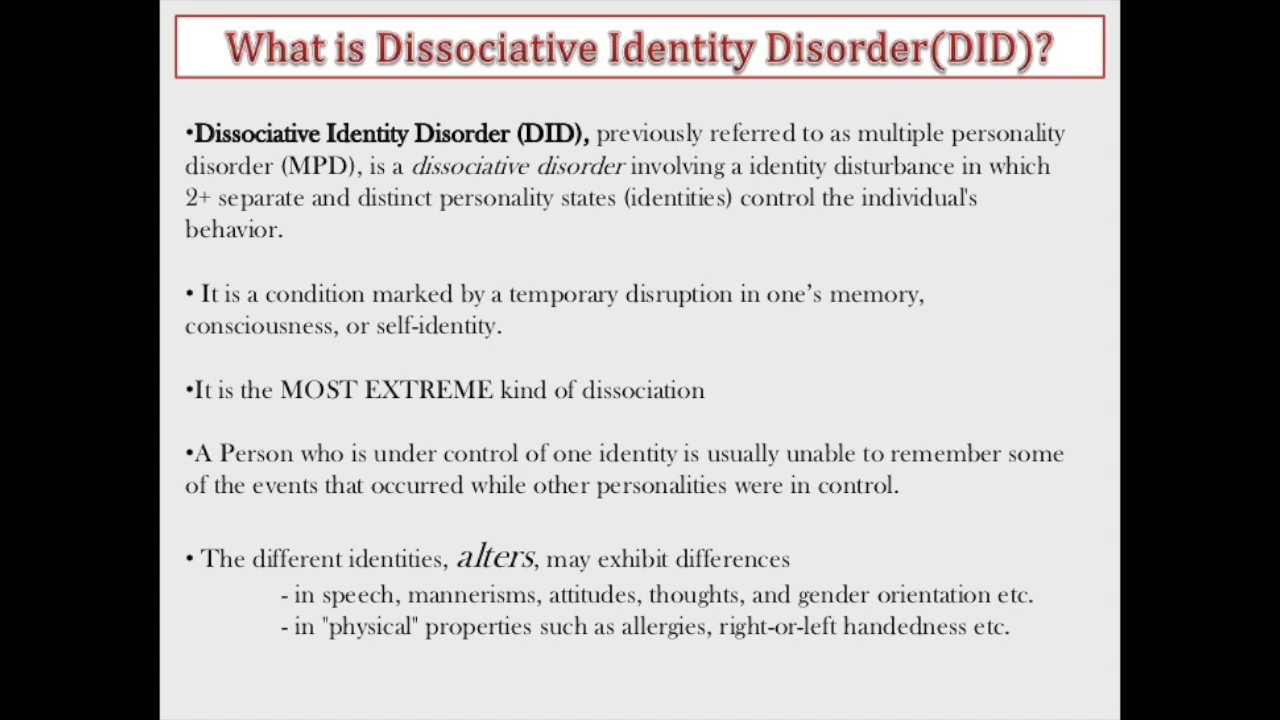 What is Dissociative Identity Disorder(DID)?
•Dissociative Identity Disorder (DID), previously referred to as multiple personality
disorder (MPD), is a dissociative disorder involving a identity disturbance in which
2+ separate and distinct personality states (identities) control the individual's
behavior.
• It is a condition marked by a temporary disruption in one’s memory,
consciousness, or self-identity.
•It is the MOST EXTREME kind of dissociation
•A Person who is under control of one identity is usually unable to remember some
of the events that occurred while other personalities were in control.
• The different identities, alters, may exhibit differences
- in speech, mannerisms, attitudes, thoughts, and gender orientation etc.
- in "physical" properties such as allergies, right-or-left handedness etc.